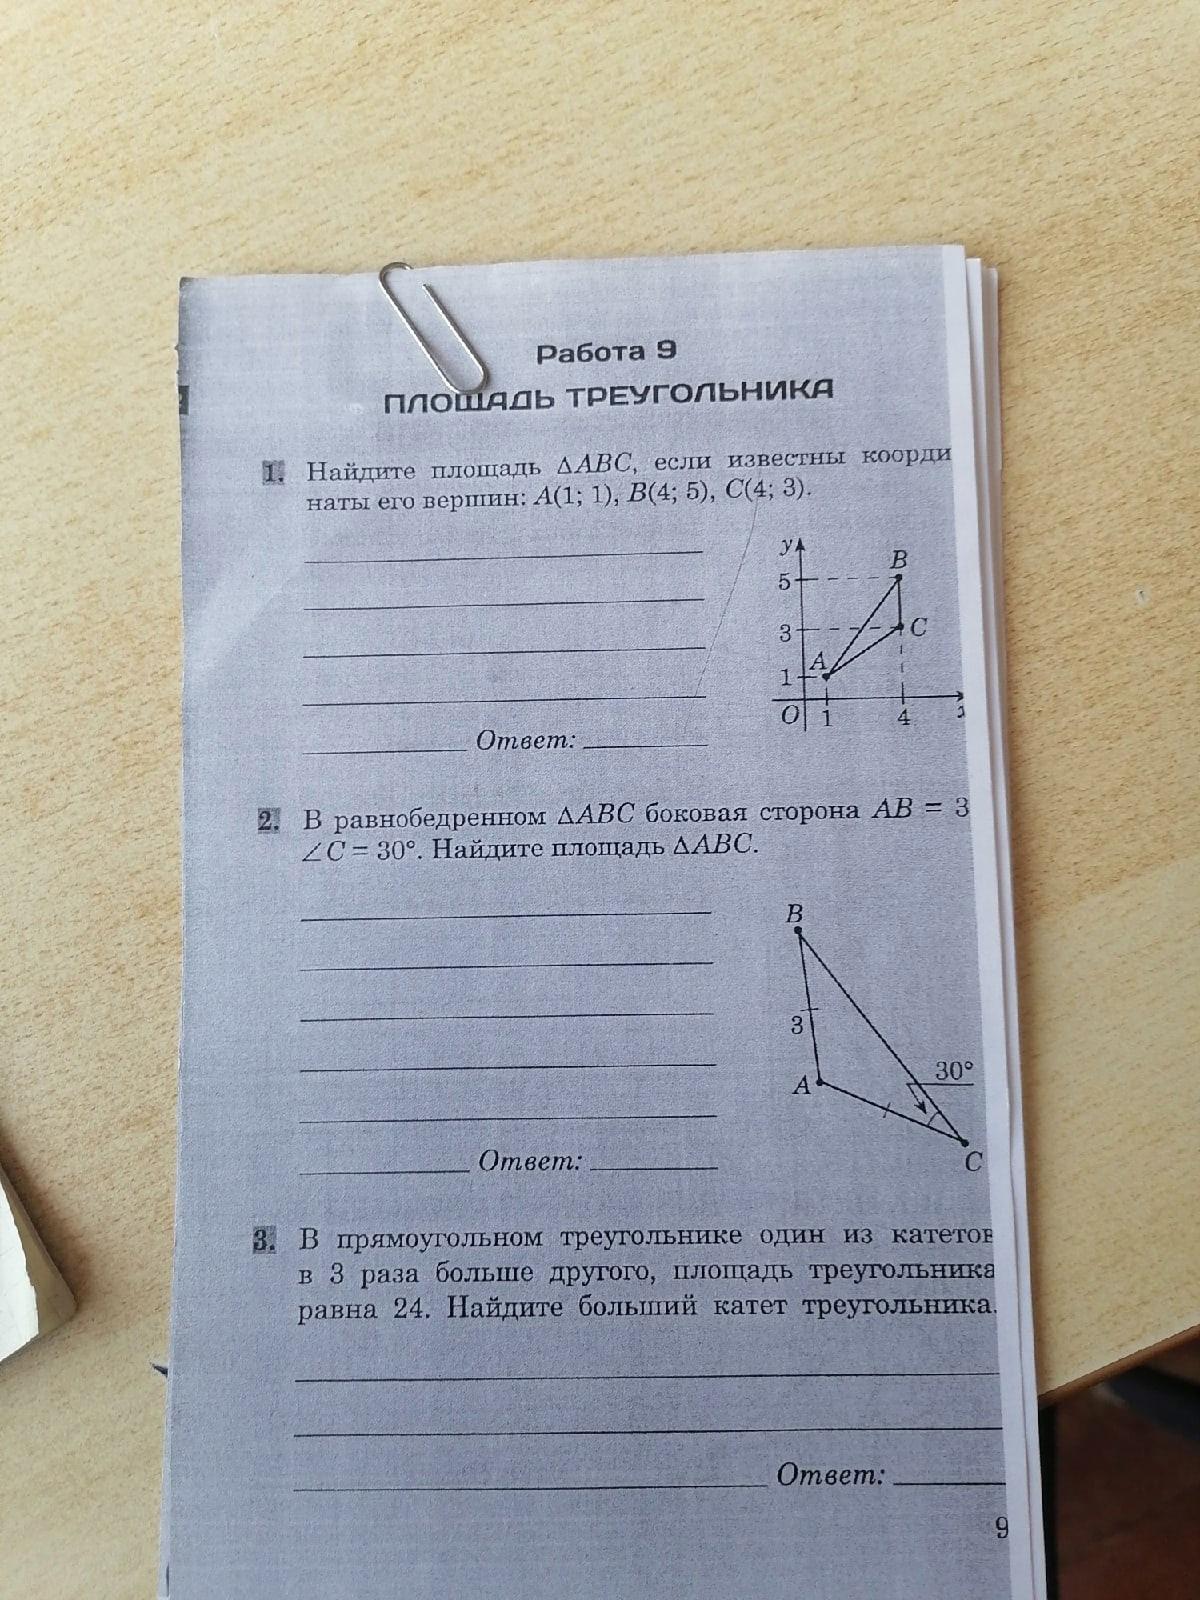 Работа 9
ПЛОЩАДЬ ТРЕУГОЛЬНИКА
1. Найдите площадь △ABC, если известны коорди
наты его вершин: A(1; 1), B(4; 5), C(4; 3).
y
B
5
3
C
A
1
O 1 4
Ответ:
2. В равнобедренном △ABC боковая сторона AB = 3
∠C = 30°. Найдите площадь △ABC.
B
3
A
30°
C
Ответ:
3. В прямоугольном треугольнике один из катетов
в 3 раза больше другого, площадь треугольника
равна 24. Найдите больший катет треугольника.
Ответ:
9